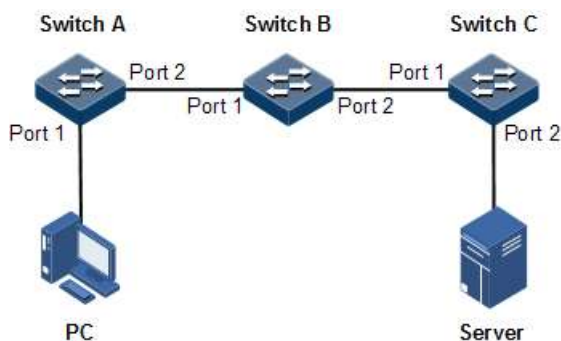 Switch A
Switch B
Switch C
Port 2
Port 1
Port 1
Port 1
Port 2
Port 2
PC
Server